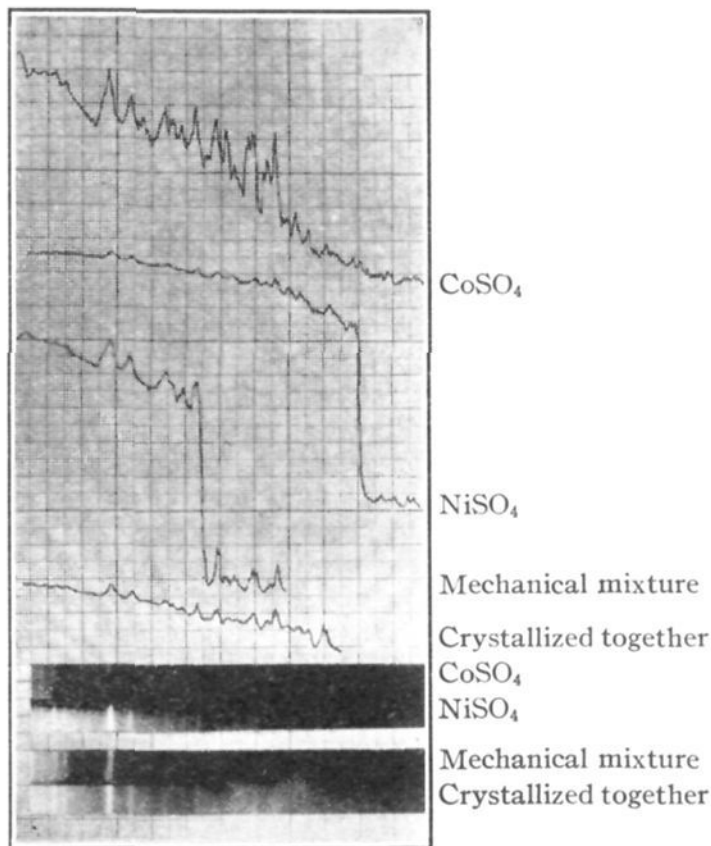 CoSO₄
NiSO₄
Mechanical mixture
Crystallized together
CoSO₄
NiSO₄
Mechanical mixture
Crystallized together